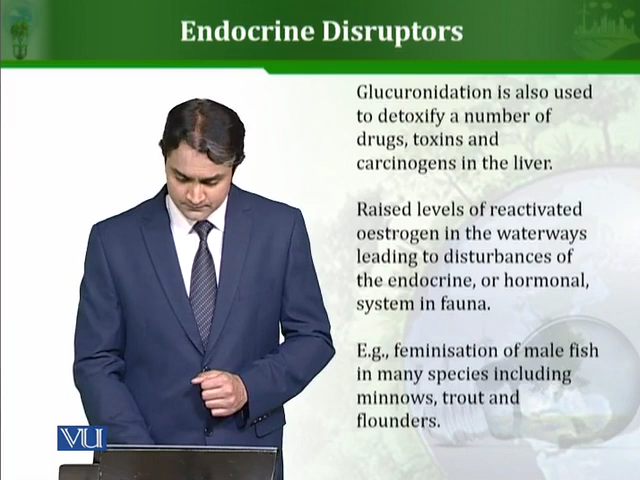 Endocrine Disruptors
Glucuronidation is also used
to detoxify a number of
drugs, toxins and
carcinogens in the liver.
Raised levels of reactivated
oestrogen in the waterways
leading to disturbances of
the endocrine, or hormonal,
system in fauna.
E.g., feminisation of male fish
in many species including
minnows, trout and
flounders.
VU